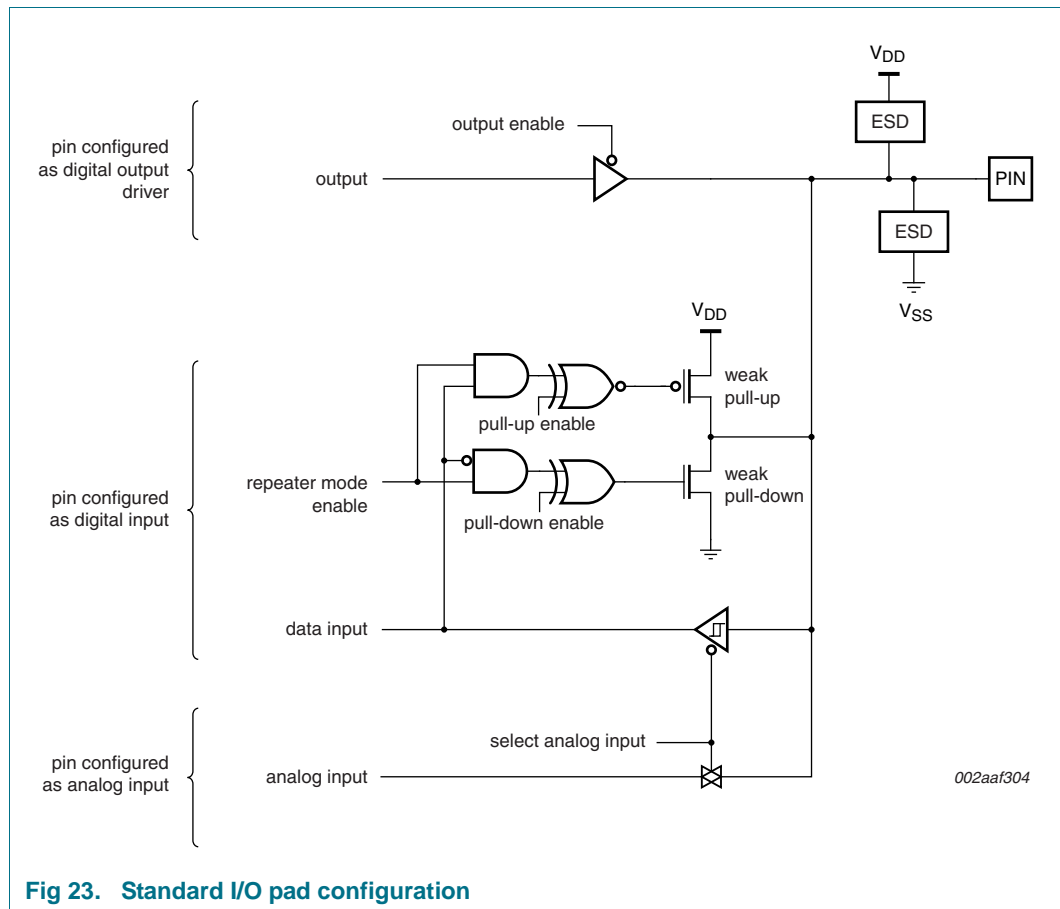 VDD
ESD
output enable
pin configured
as digital output
driver
output
PIN
ESD
VSS
VDD
weak
pull-up
pull-up enable
pin configured
as digital input
repeater mode
enable
weak
pull-down
pull-down enable
data input
select analog input
pin configured
as analog input
analog input
002aaf304
Fig 23. Standard I/O pad configuration